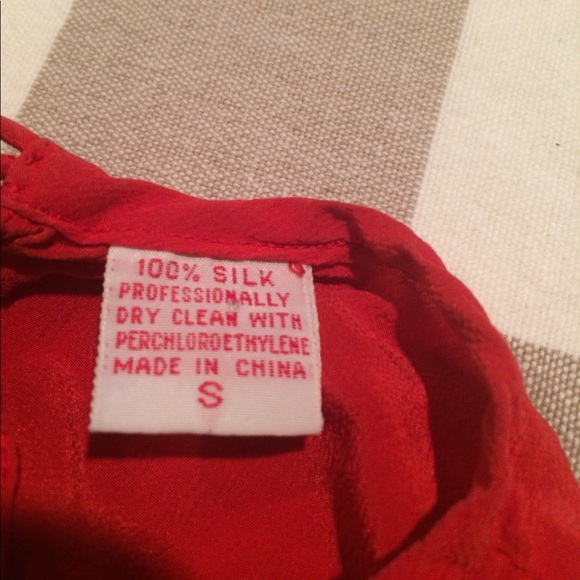 100% SILK
PROFESSIONALLY
DRY CLEAN WITH
PERCHLOROETHYLENE
MADE IN CHINA
S